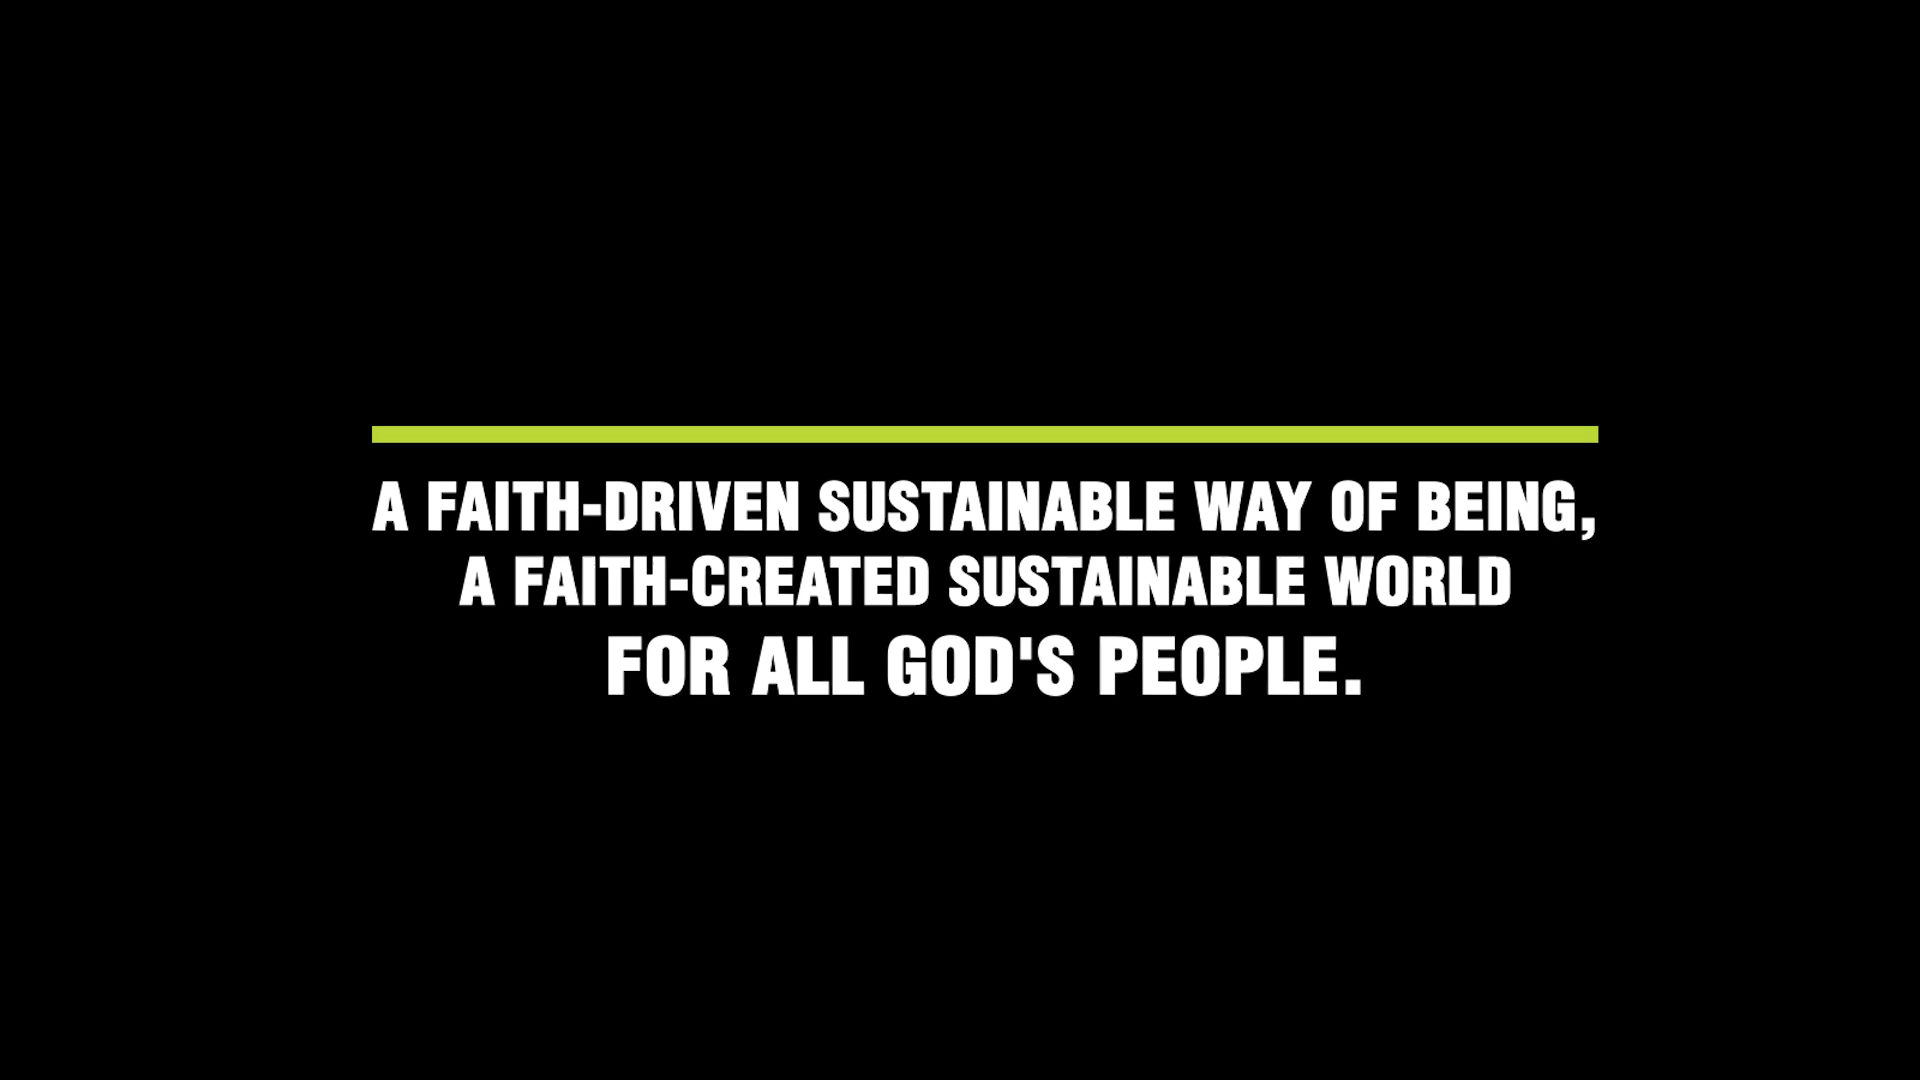 A FAITH-DRIVEN SUSTAINABLE WAY OF BEING,
A FAITH-CREATED SUSTAINABLE WORLD
FOR ALL GOD'S PEOPLE.